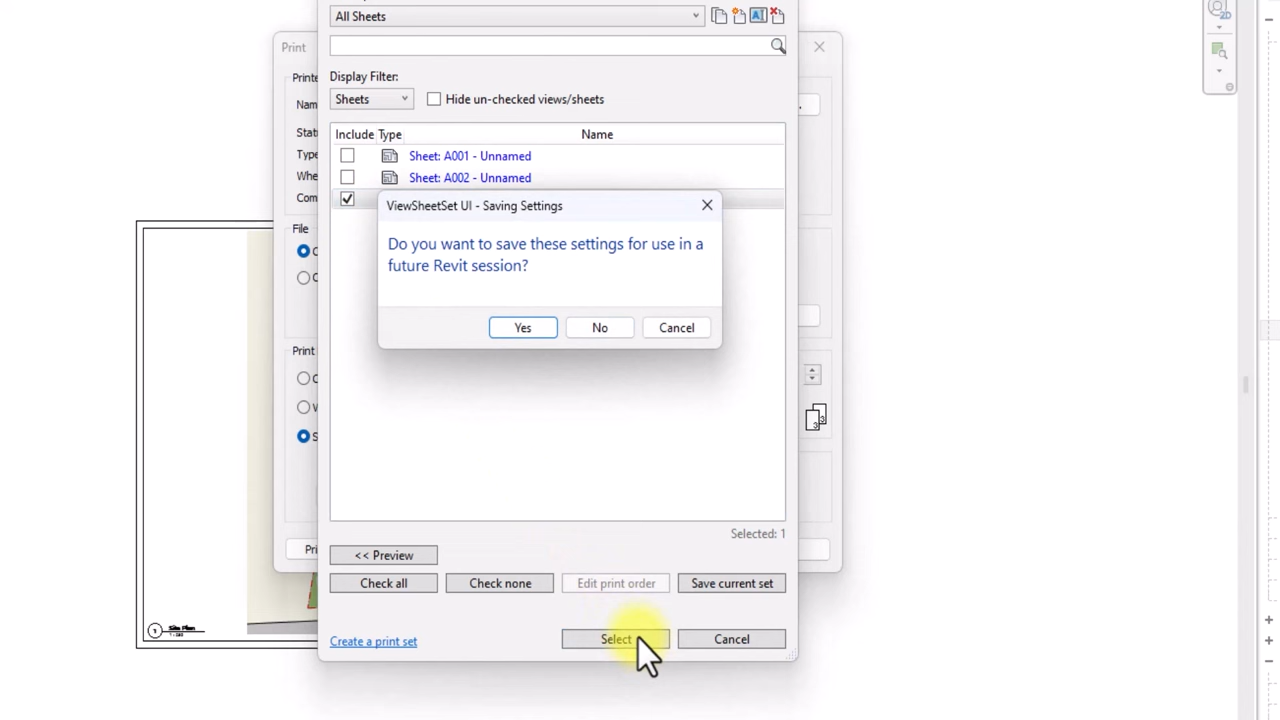 All Sheets
Print
Display Filter:
Sheets
Hide un-checked views/sheets
Include Type Name
Sheet: A001 - Unnamed
Sheet: A002 - Unnamed
ViewSheetSet UI - Saving Settings
Do you want to save these settings for use in a
future Revit session?
Yes No Cancel
File
Print
Selected: 1
<< Preview
Check all Check none Edit print order Save current set
Create a print set
Select Cancel
Site Plan